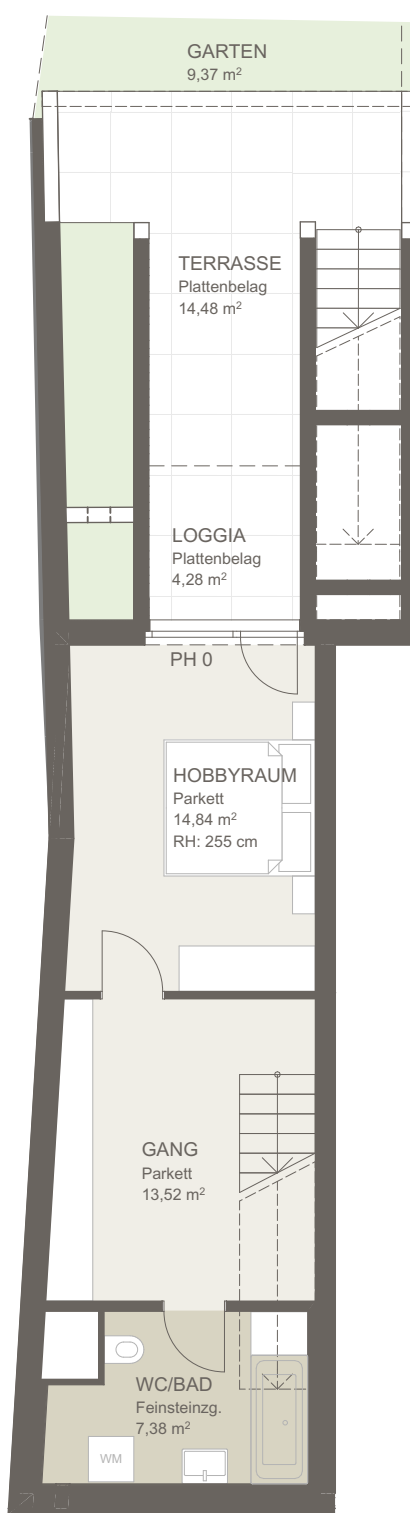 GARTEN
9,37 m²
TERRASSE
Plattenbelag
14,48 m²
LOGGIA
Plattenbelag
4,28 m²
PH 0
HOBBYRAUM
Parkett
14,84 m²
RH: 255 cm
GANG
Parkett
13,52 m²
WC/BAD
Feinsteinzg.
7,38 m²
WM